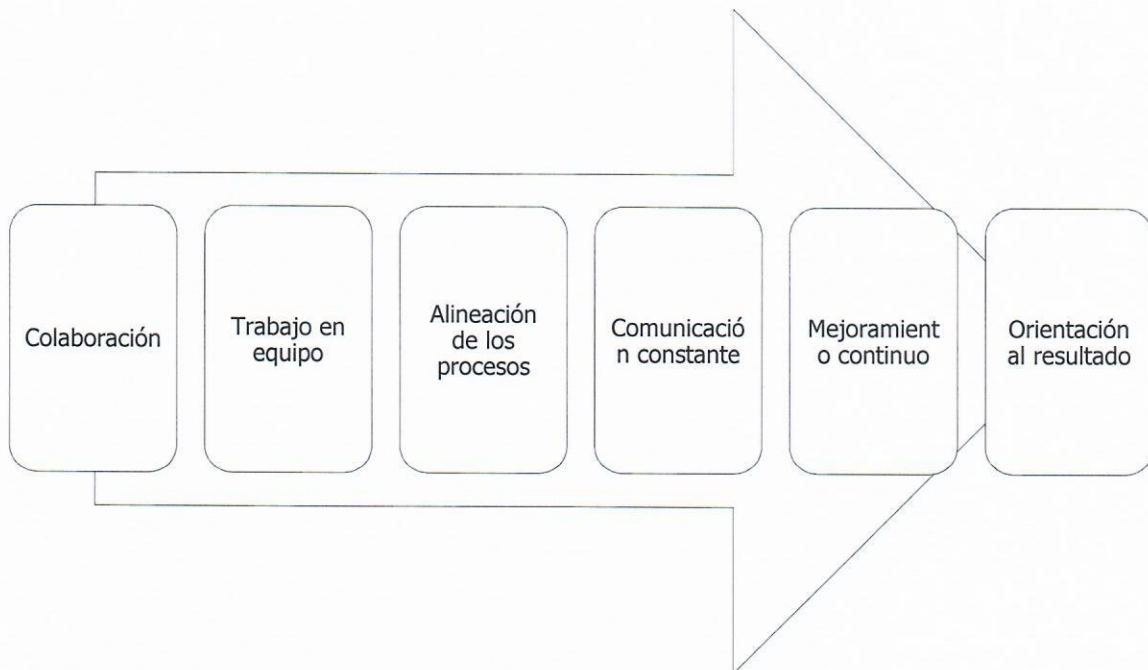 Colaboración
Trabajo en
equipo
Alineación
de los
procesos
Comunicació
n constante
Mejoramient
o continuo
Orientación
al resultado